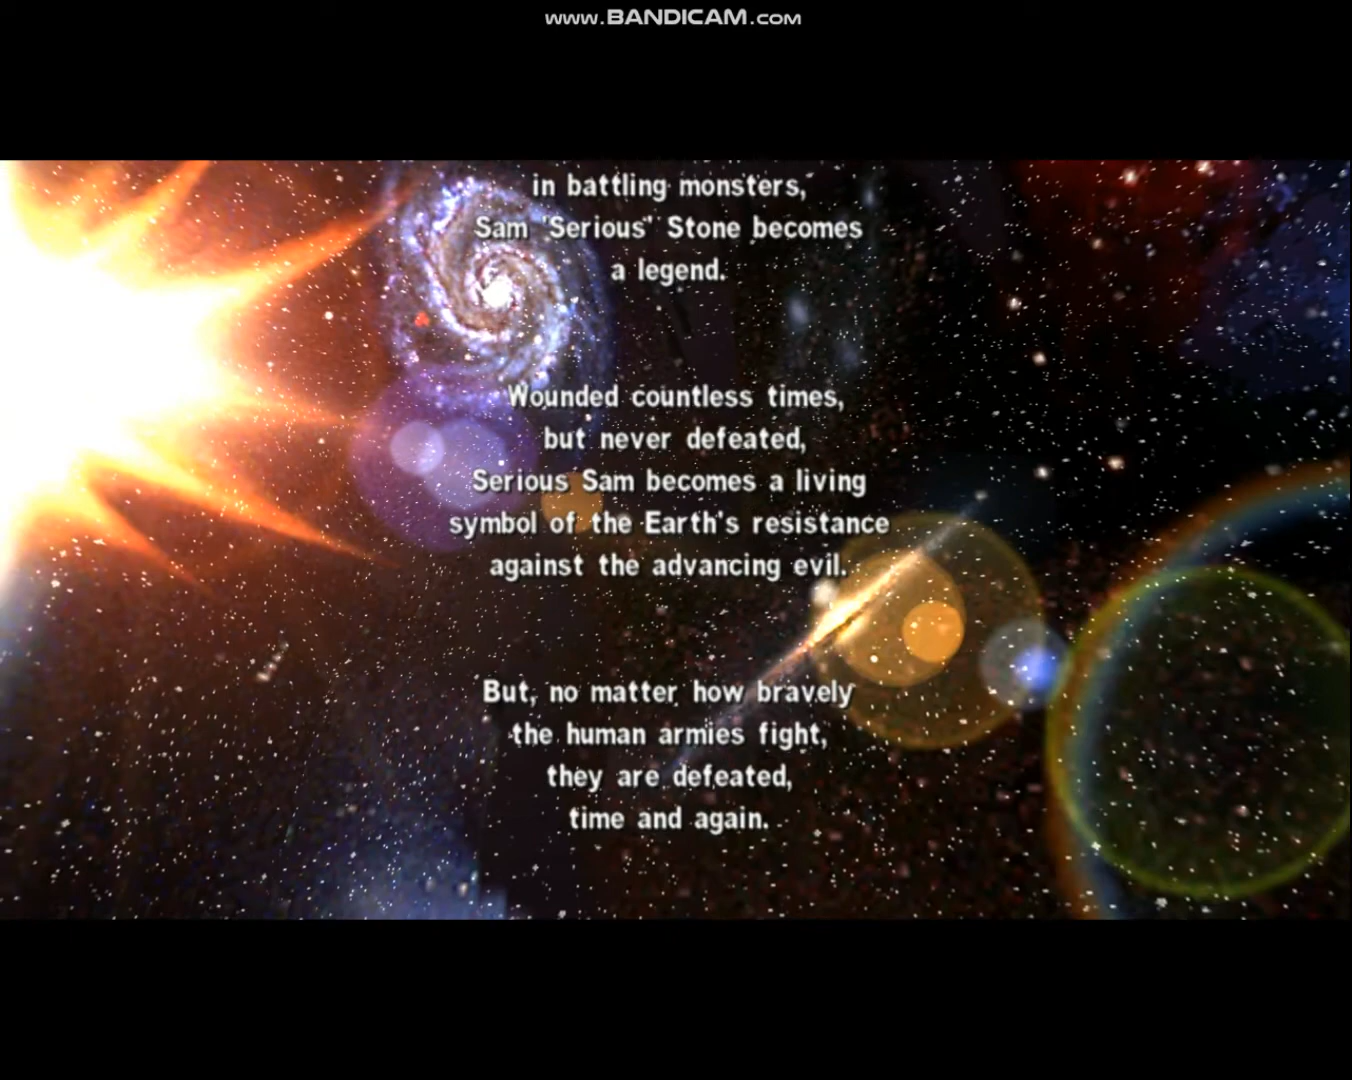 www.BANDICAM.COM
in battling monsters,
Sam "Serious" Stone becomes
a legend.
Wounded countless times,
but never defeated,
Serious Sam becomes a living
symbol of the Earth's resistance
against the advancing evil.
But, no matter how bravely
the human armies fight,
they are defeated,
time and again.